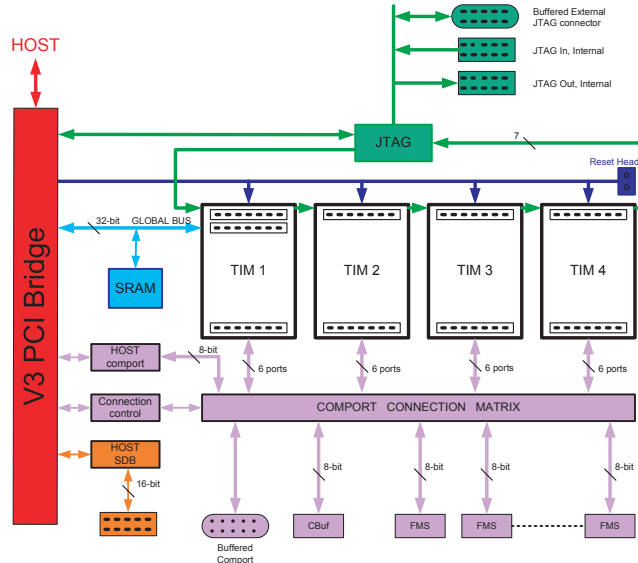 HOST
Buffered External
JTAG connector
JTAG In, Internal
JTAG Out, Internal
JTAG
7
Reset Head
V3 PCI Bridge
32-bit
GLOBAL BUS
SRAM
TIM 1
TIM 2
TIM 3
TIM 4
HOST
comport
8-bit
6 ports
6 ports
6 ports
6 ports
Connection
control
COMPORT CONNECTION MATRIX
HOST
SDB
16-bit
8-bit
8-bit
8-bit
8-bit
CBuf
FMS
FMS
FMS
Buffered
Comport